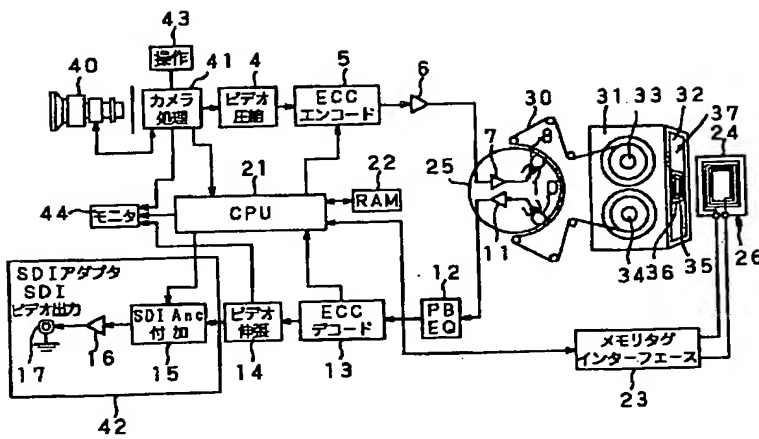 43
操作
40
41
カメラ
処理
4
ビデオ
圧縮
5
ECC
エンコード
6
30
7
8
25
11
31
33
32
37
24
34
36
35
26
21
CPU
22
RAM
44
モニタ
SDIアダプタ
SDI
ビデオ出力
17
16
SDI Anc
付加
15
42
ビデオ
伸張
14
ECC
デコード
13
12
PB
EQ
メモリタグ
インターフェース
23